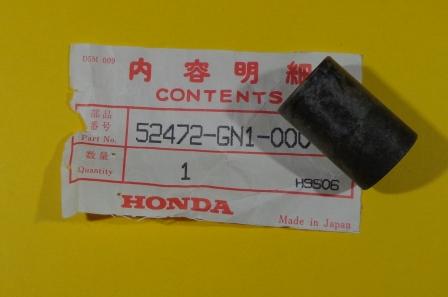 DSM 009
内容明細
CONTENTS
部品
番号
Part No.
52472-GN1-000
数量
Quantity
1
H9506
HONDA
Made in Japan